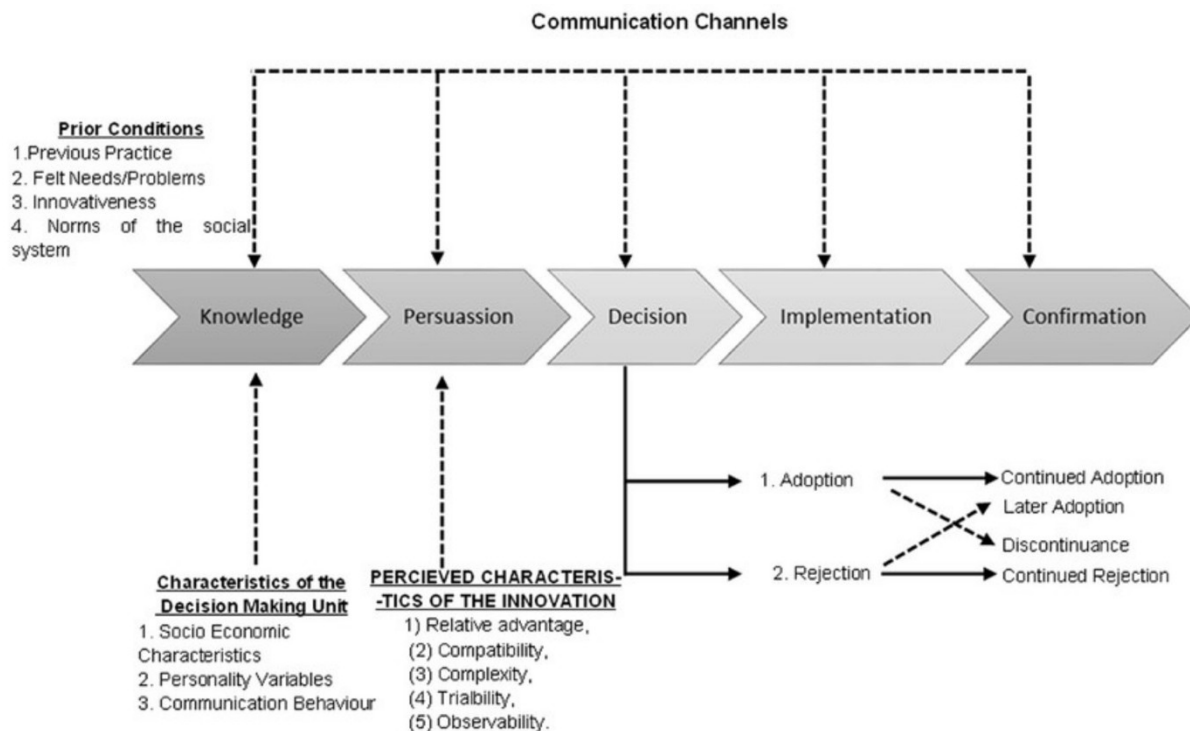 Communication Channels
Prior Conditions
1.Previous Practice
2. Felt Needs/Problems
3. Innovativeness
4. Norms of the social
system
Knowledge
Persuassion
Decision
Implementation
Confirmation
1. Adoption
Continued Adoption
Later Adoption
Discontinuance
2. Rejection
Continued Rejection
Characteristics of the
Decision Making Unit
1. Socio Economic
Characteristics
2. Personality Variables
3. Communication Behaviour
PERCIEVED CHARACTERIS-
-TICS OF THE INNOVATION
1) Relative advantage,
(2) Compatibility,
(3) Complexity,
(4) Trialbility,
(5) Observability.